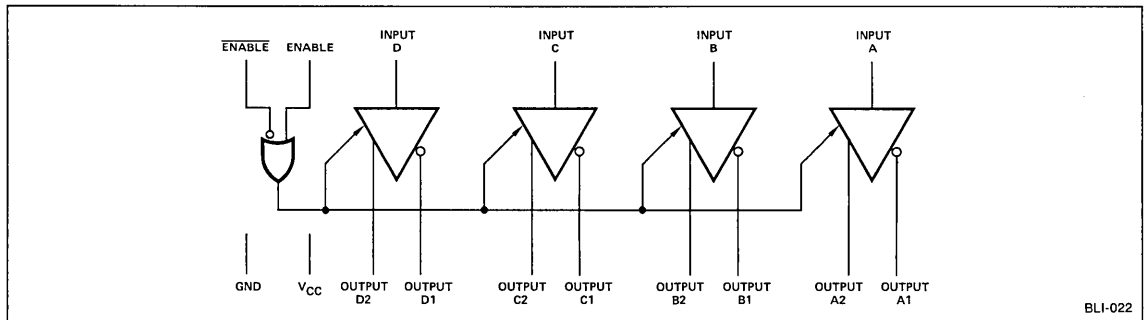 ENABLE ENABLE INPUT D INPUT C INPUT B INPUT A
GND VCC OUTPUT D2 OUTPUT D1 OUTPUT C2 OUTPUT C1 OUTPUT B2 OUTPUT B1 OUTPUT A2 OUTPUT A1
BLI-022